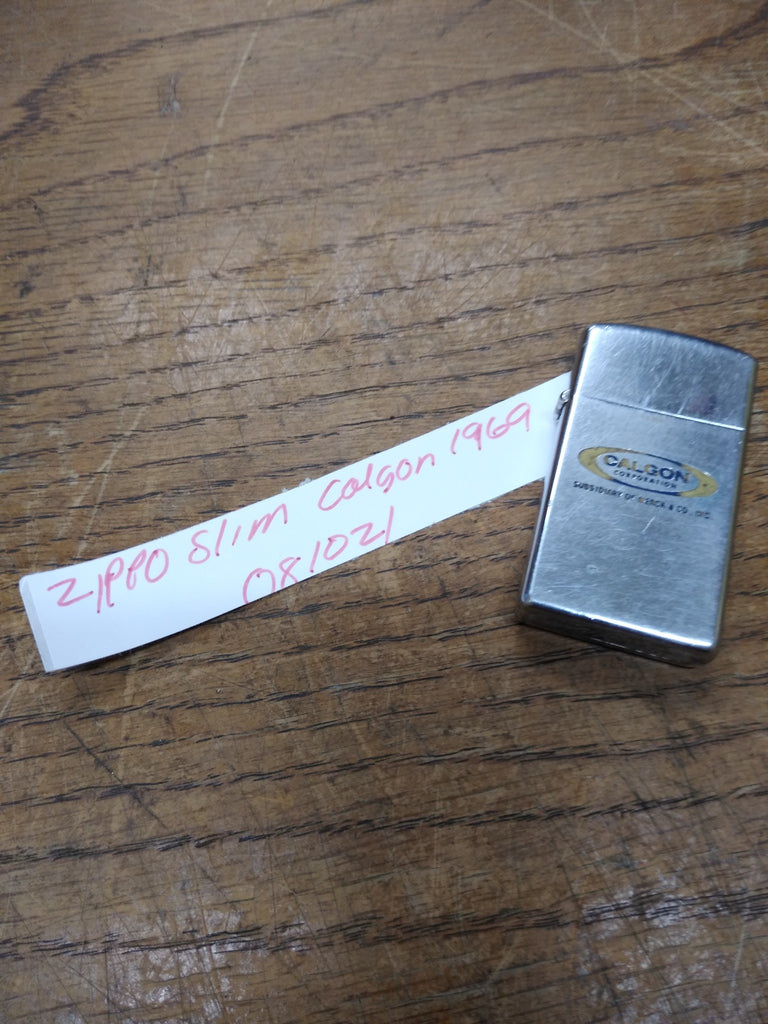 ZIPPO Slim Calgon 1969
081021
CALGON
CORPORATION
SUBSIDIARY OF MERCK & CO., INC.